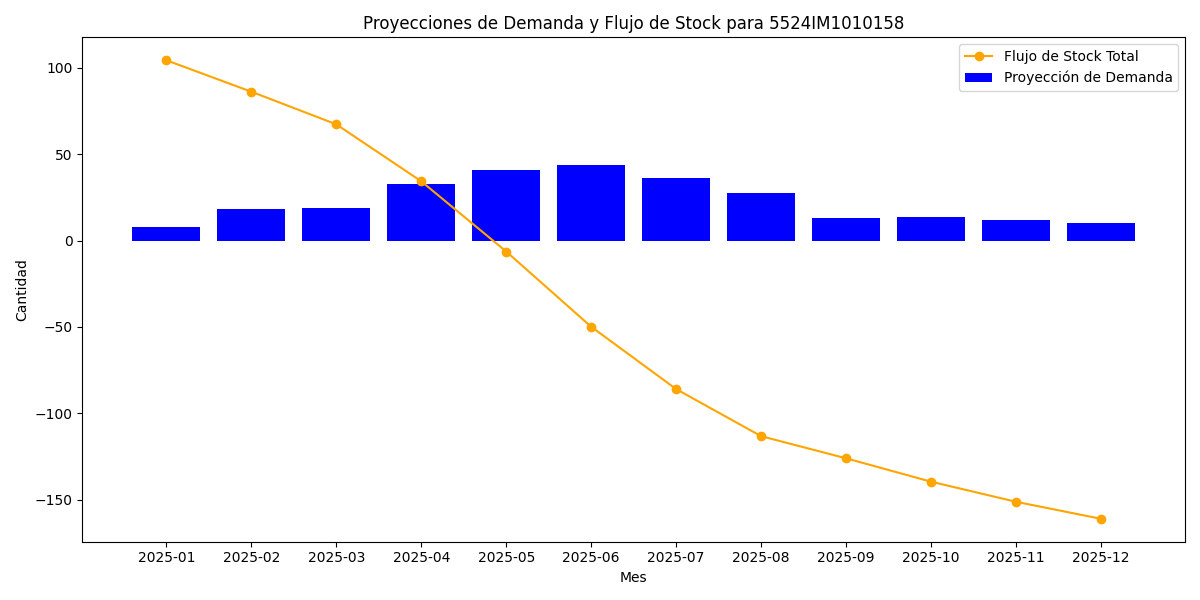 Proyecciones de Demanda y Flujo de Stock para 5524IM1010158
Flujo de Stock Total
Proyección de Demanda
Cantidad
100
50
0
−50
−100
−150
2025-01 2025-02 2025-03 2025-04 2025-05 2025-06 2025-07 2025-08 2025-09 2025-10 2025-11 2025-12
Mes